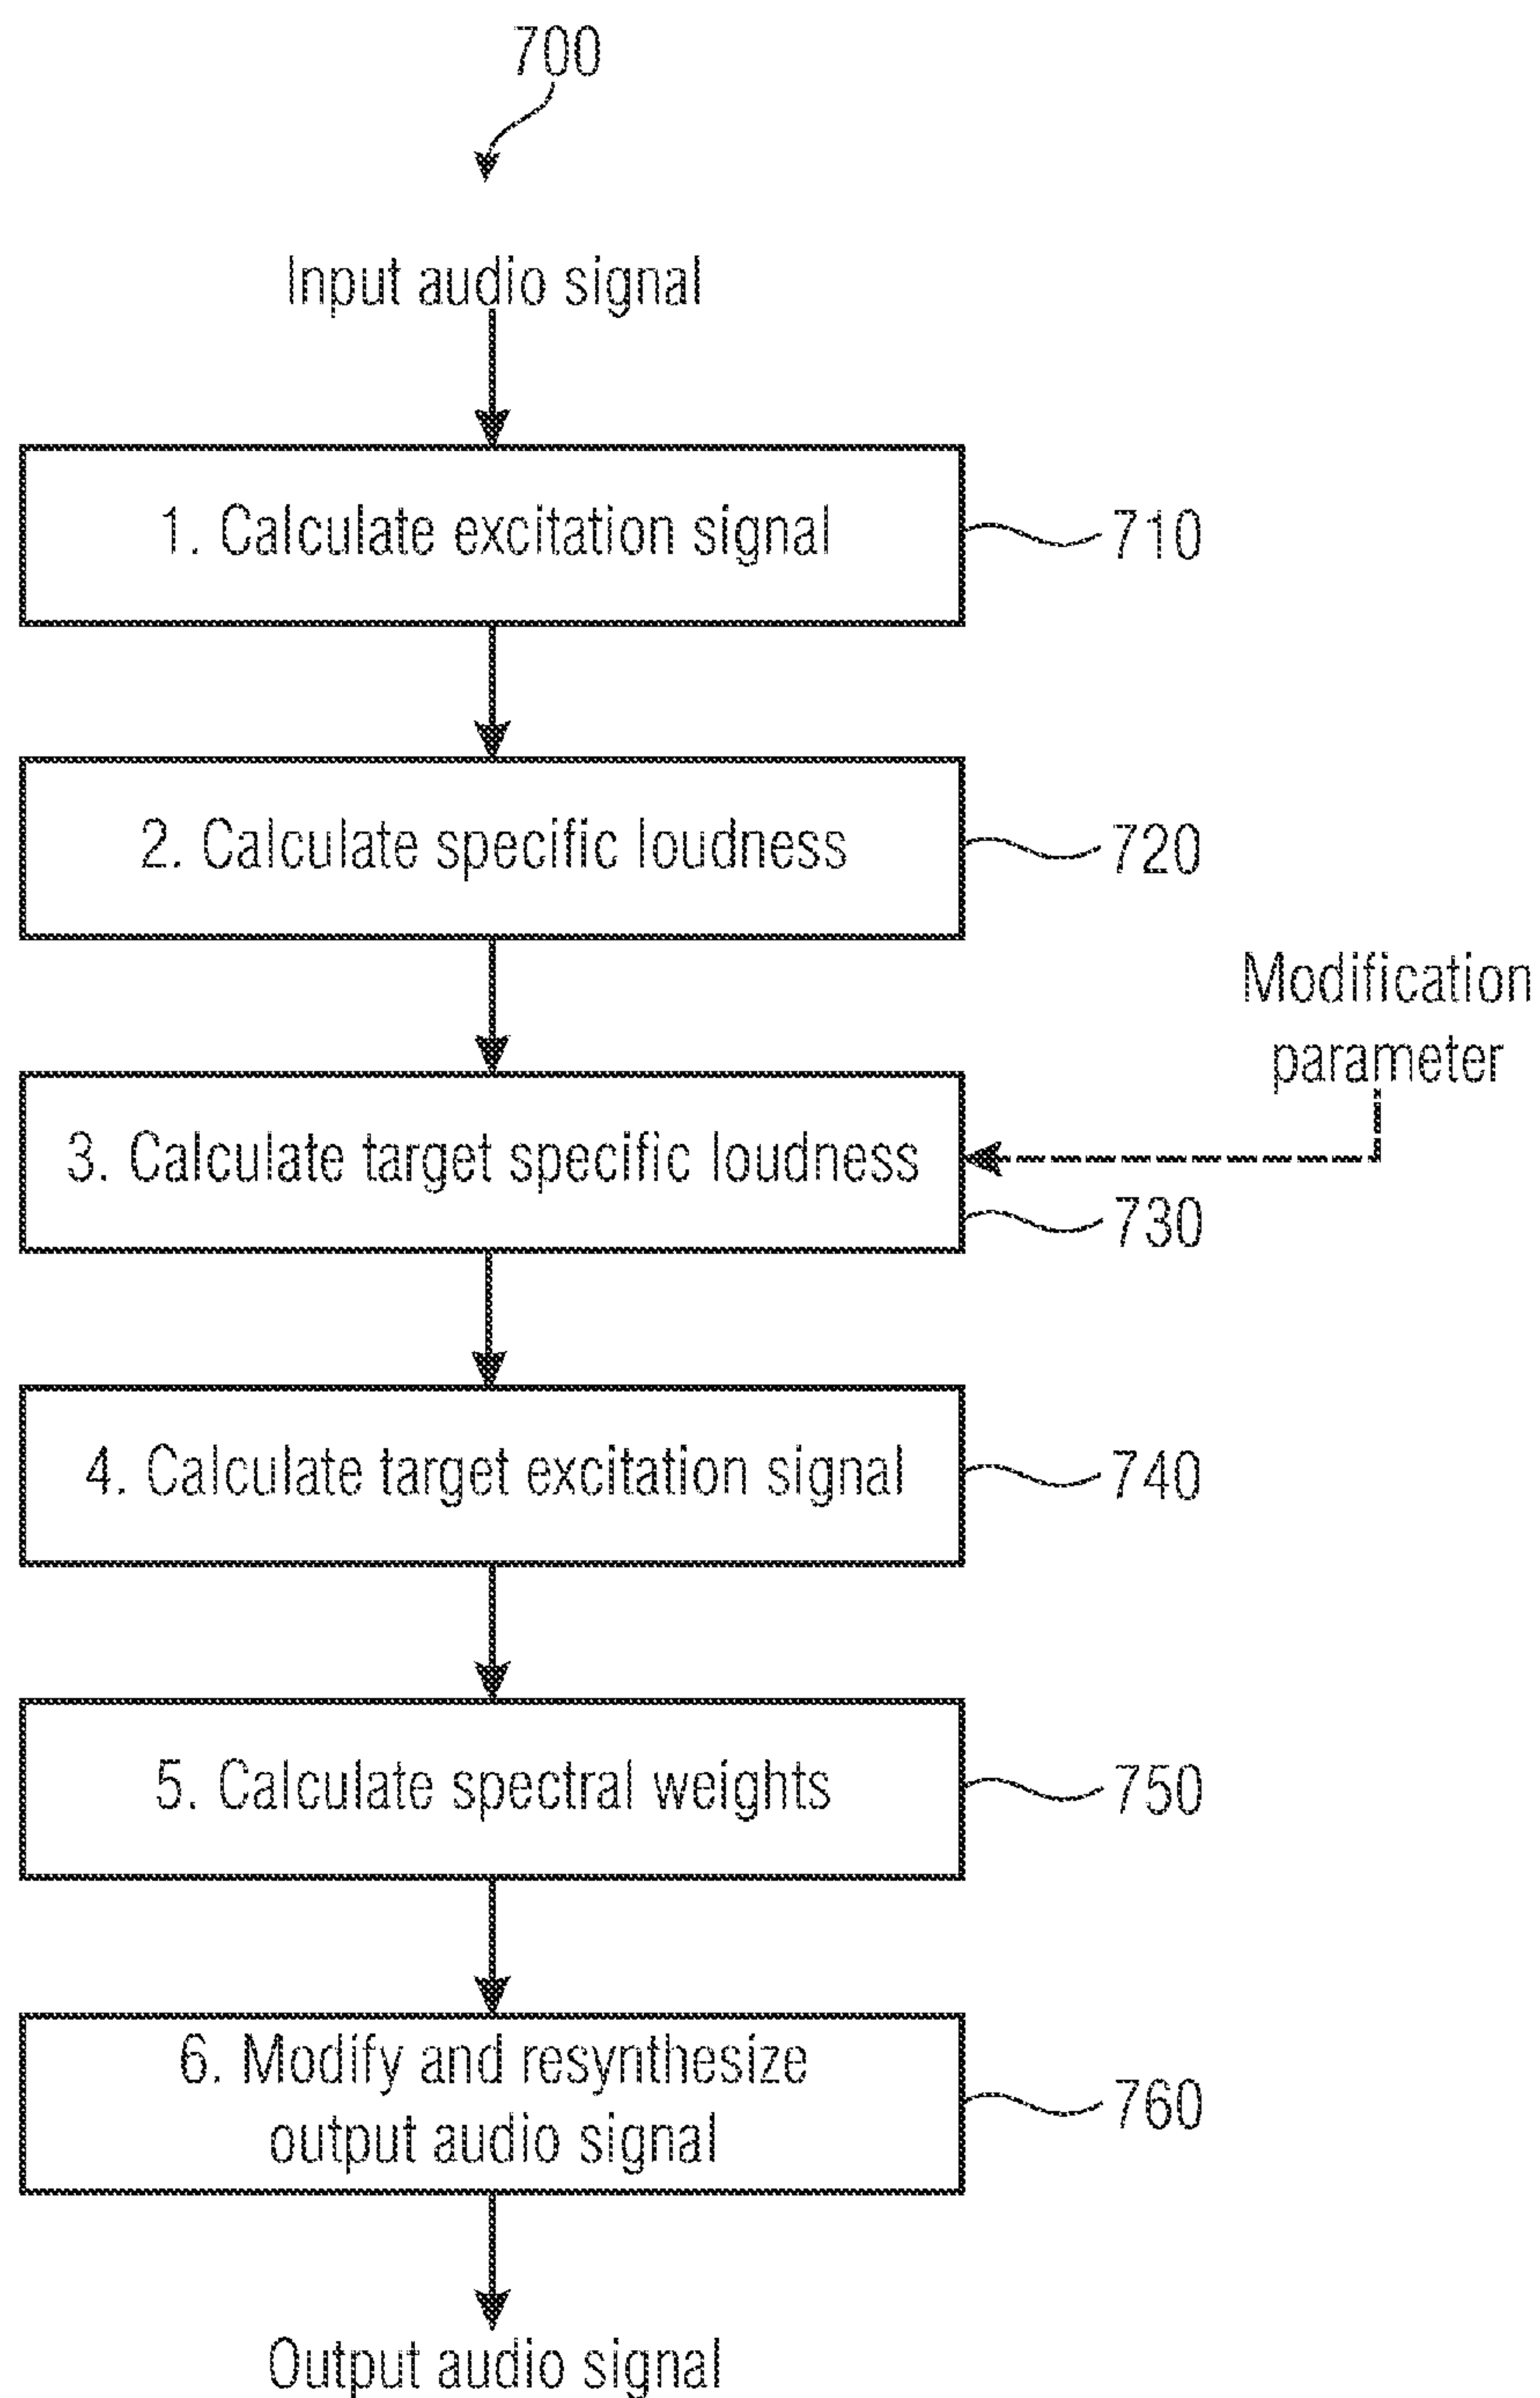 700
Input audio signal
1. Calculate excitation signal
710
2. Calculate specific loudness
720
Modification
parameter
3. Calculate target specific loudness
730
4. Calculate target excitation signal
740
5. Calculate spectral weights
750
6. Modify and resynthesize
output audio signal
760
Output audio signal